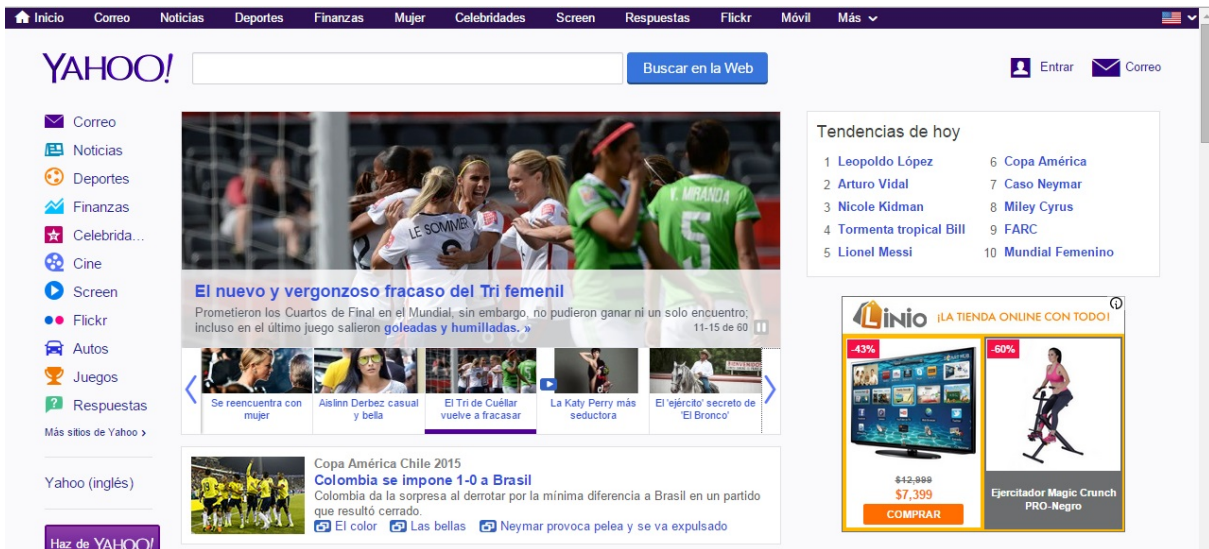 Inicio Correo Noticias Deportes Finanzas Mujer Celebridades Screen Respuestas Flickr Móvil Más
YAHOO!
Buscar en la Web
Entrar
Correo
Correo
Noticias
Deportes
Finanzas
Celebrida...
Cine
Screen
Flickr
Autos
Juegos
Respuestas
Más sitios de Yahoo >
Yahoo (inglés)
Haz de YAHOO!
LE SOMMER
9
V. MIRANDA
5
El nuevo y vergonzoso fracaso del Tri femenil
Prometieron los Cuartos de Final en el Mundial, sin embargo, no pudieron ganar ni un solo encuentro;
incluso en el último juego salieron goleadas y humilladas. »
11-15 de 60
Se reencuentra con
mujer
Aislinn Derbez casual
y bella
El Tri de Cuéllar
vuelve a fracasar
La Katy Perry más
seductora
El 'ejército' secreto de
'El Bronco'
Copa América Chile 2015
Colombia se impone 1-0 a Brasil
Colombia da la sorpresa al derrotar por la mínima diferencia a Brasil en un partido
que resultó cerrado.
El color Las bellas Neymar provoca pelea y se va expulsado
Tendencias de hoy
1 Leopoldo López
2 Arturo Vidal
3 Nicole Kidman
4 Tormenta tropical Bill
5 Lionel Messi
6 Copa América
7 Caso Neymar
8 Miley Cyrus
9 FARC
10 Mundial Femenino
Linio ¡LA TIENDA ONLINE CON TODO!
-43%
$12,999
$7,399
COMPRAR
-60%
Ejercitador Magic Crunch
PRO-Negro